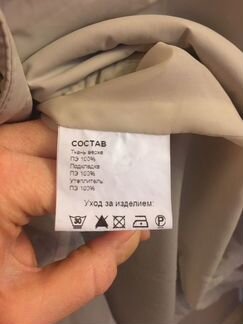 СОСТАВ
Ткань верха
ПЭ 100%
Подкладка
ПЭ 100%
Утеплитель
ПЭ 100%
Уход за изделием:
30
P